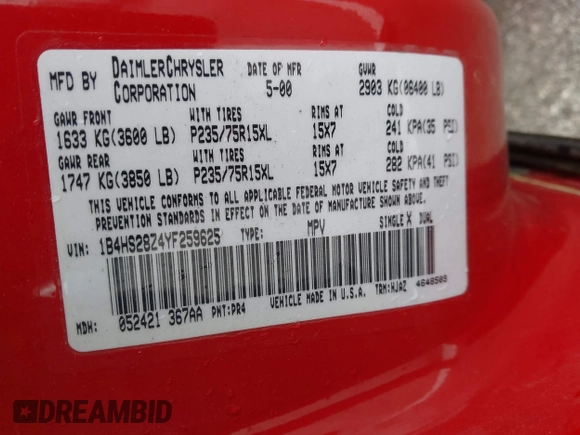 MFD BY DAIMLERCHRYSLER CORPORATION DATE OF MFR 5-00 GVWR 2903 KG(06400 LB)
GAWR FRONT WITH TIRES RIMS AT COLD
1633 KG(3600 LB) P235/75R15XL 15X7 241 KPA(35 PSI)
GAWR REAR WITH TIRES RIMS AT COLD
1747 KG(3850 LB) P235/75R15XL 15X7 282 KPA(41 PSI)
THIS VEHICLE CONFORMS TO ALL APPLICABLE FEDERAL MOTOR VEHICLE SAFETY AND THEFT
PREVENTION STANDARDS IN EFFECT ON THE DATE OF MANUFACTURE SHOWN ABOVE.
VIN: 1B4HS28Z4YF259625 TYPE: MPV SINGLE X DUAL
MDH: 052421 367AA PNT:PR4 VEHICLE MADE IN U.S.A. TRM:HJAZ 4648503
DREAMBID